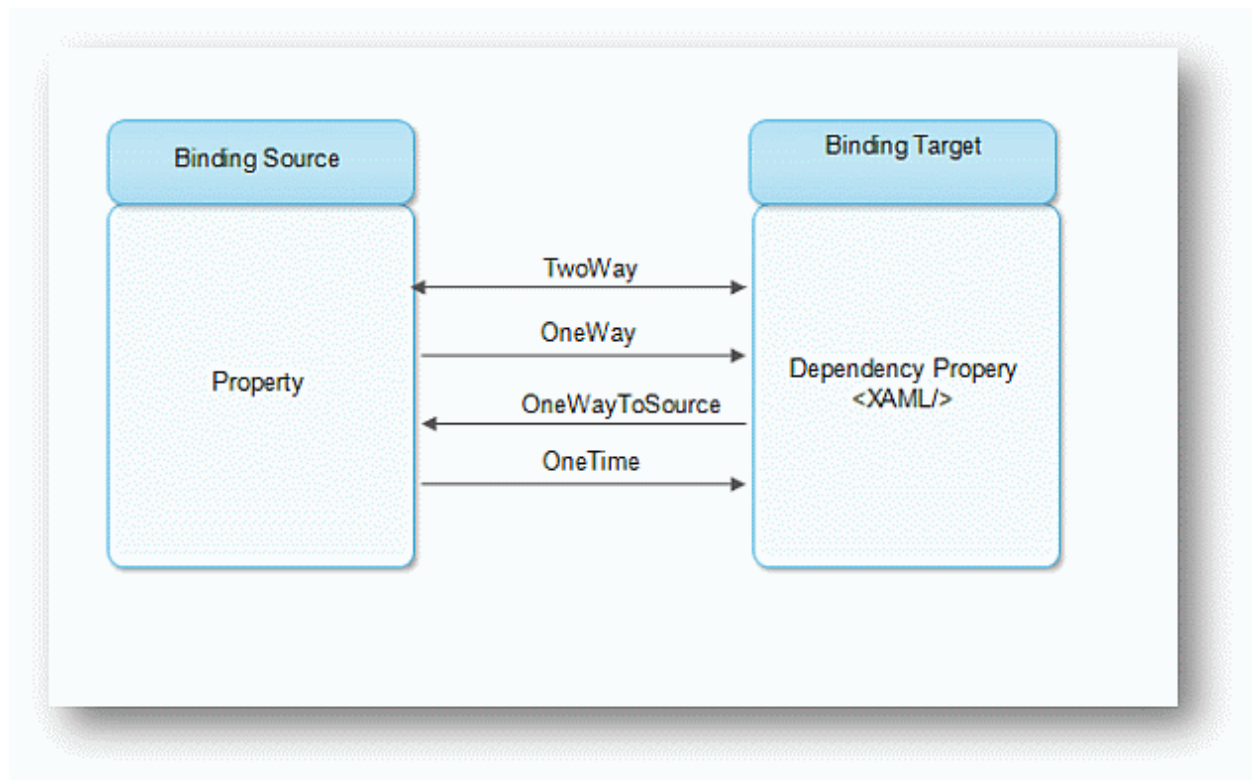 Binding Source
Binding Target
TwoWay
OneWay
Property
Dependency Propery
<XAML/>
OneWayToSource
OneTime